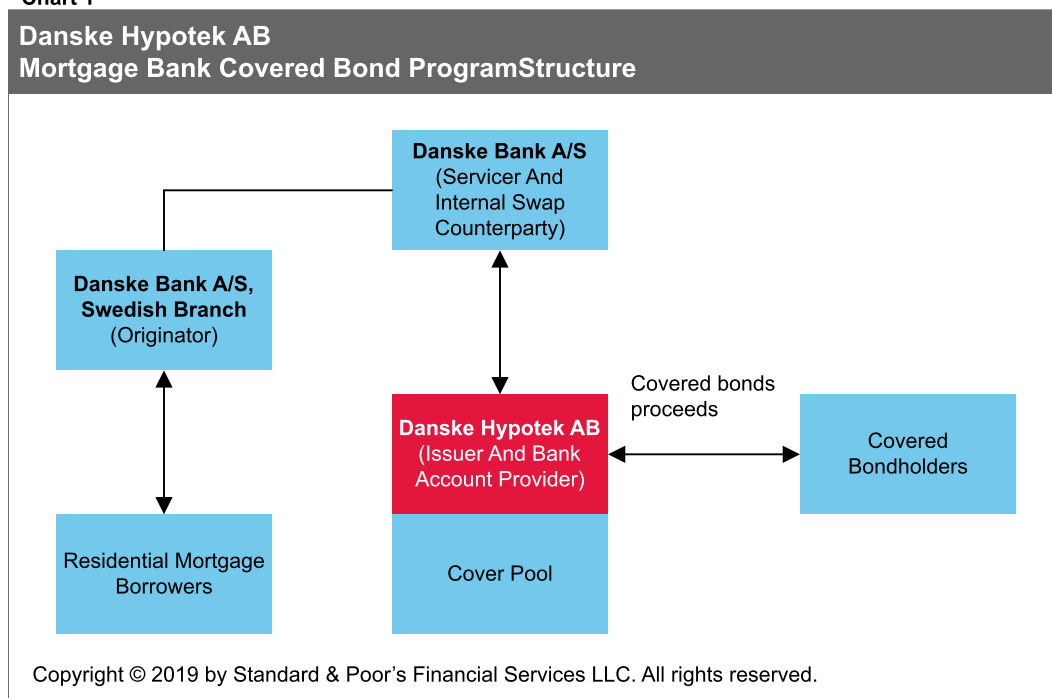 Chart 1
Danske Hypotek AB
Mortgage Bank Covered Bond ProgramStructure
Danske Bank A/S
(Servicer And
Internal Swap
Counterparty)
Danske Bank A/S,
Swedish Branch
(Originator)
Covered bonds
proceeds
Danske Hypotek AB
(Issuer And Bank
Account Provider)
Covered
Bondholders
Residential Mortgage
Borrowers
Cover Pool
Copyright © 2019 by Standard & Poor’s Financial Services LLC. All rights reserved.